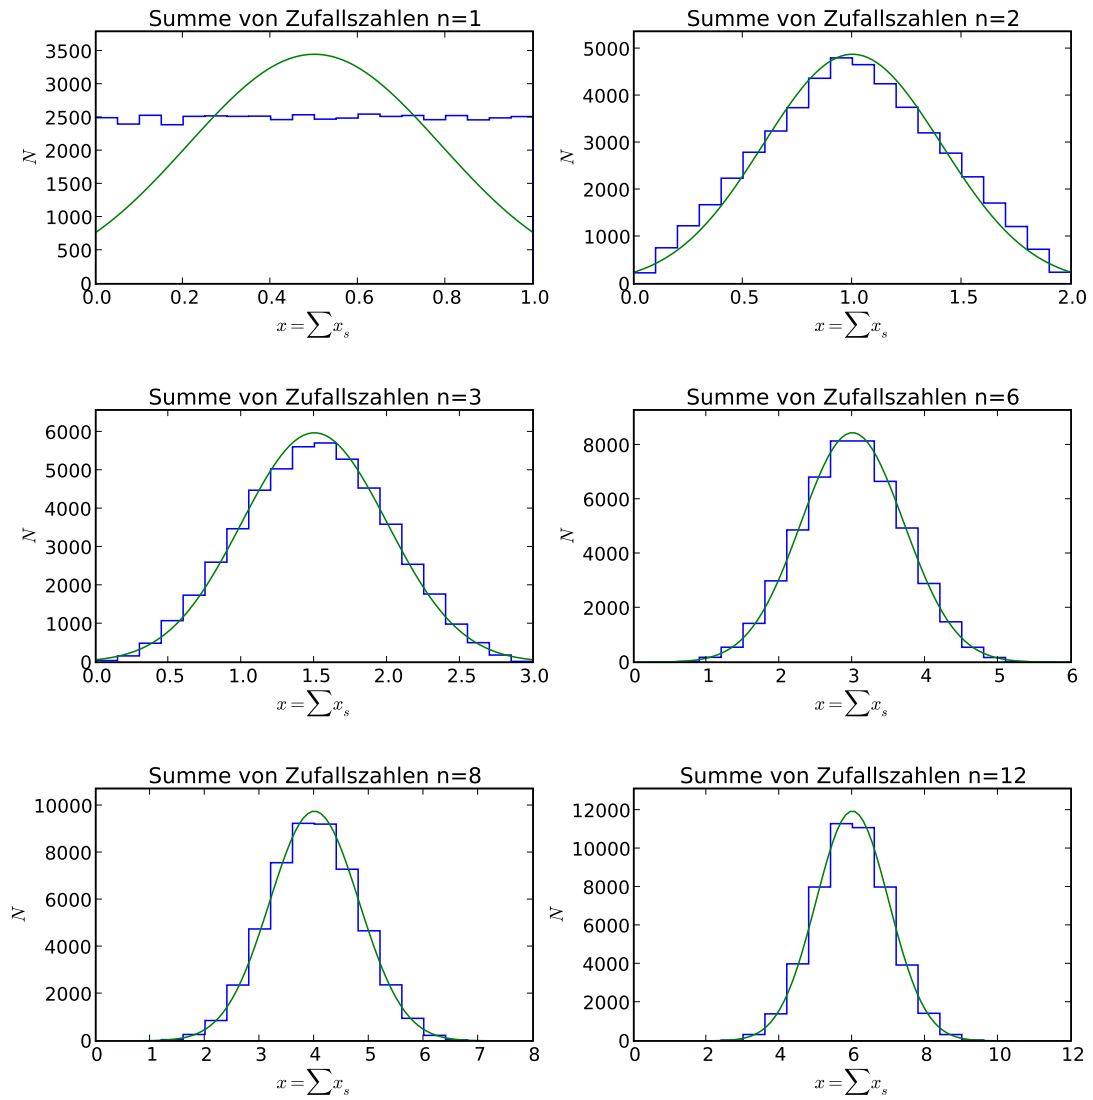 Summe von Zufallszahlen n=1
3500
3000
2500
2000
1500
1000
500
0
N
0.0 0.2 0.4 0.6 0.8 1.0
x=∑x_s
Summe von Zufallszahlen n=2
5000
4000
3000
2000
1000
0
N
0.0 0.5 1.0 1.5 2.0
x=∑x_s
Summe von Zufallszahlen n=3
6000
5000
4000
3000
2000
1000
0
N
0.0 0.5 1.0 1.5 2.0 2.5 3.0
x=∑x_s
Summe von Zufallszahlen n=6
8000
6000
4000
2000
0
N
0 1 2 3 4 5 6
x=∑x_s
Summe von Zufallszahlen n=8
10000
8000
6000
4000
2000
0
N
0 1 2 3 4 5 6 7 8
x=∑x_s
Summe von Zufallszahlen n=12
12000
10000
8000
6000
4000
2000
0
N
0 2 4 6 8 10 12
x=∑x_s